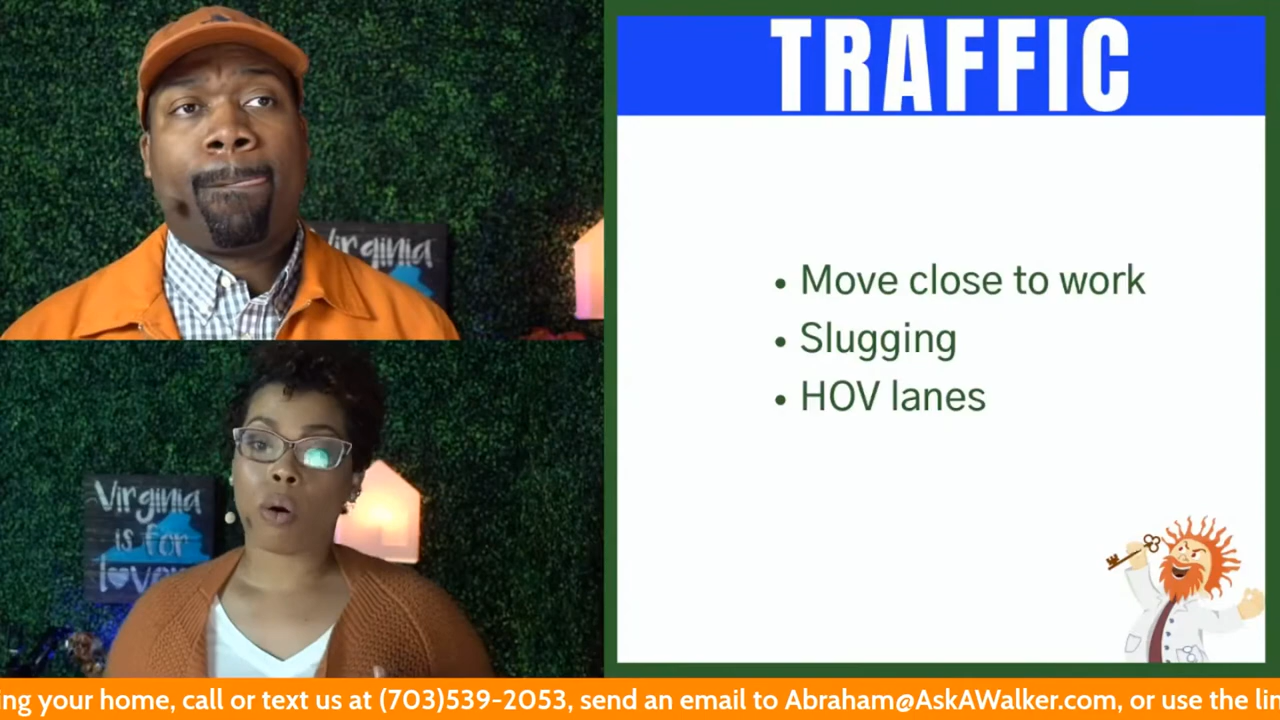 TRAFFIC
• Move close to work
• Slugging
• HOV lanes
Virginia
Virginia
is for
ing your home, call or text us at (703)539-2053, send an email to Abraham@AskAWalker.com, or use the lin